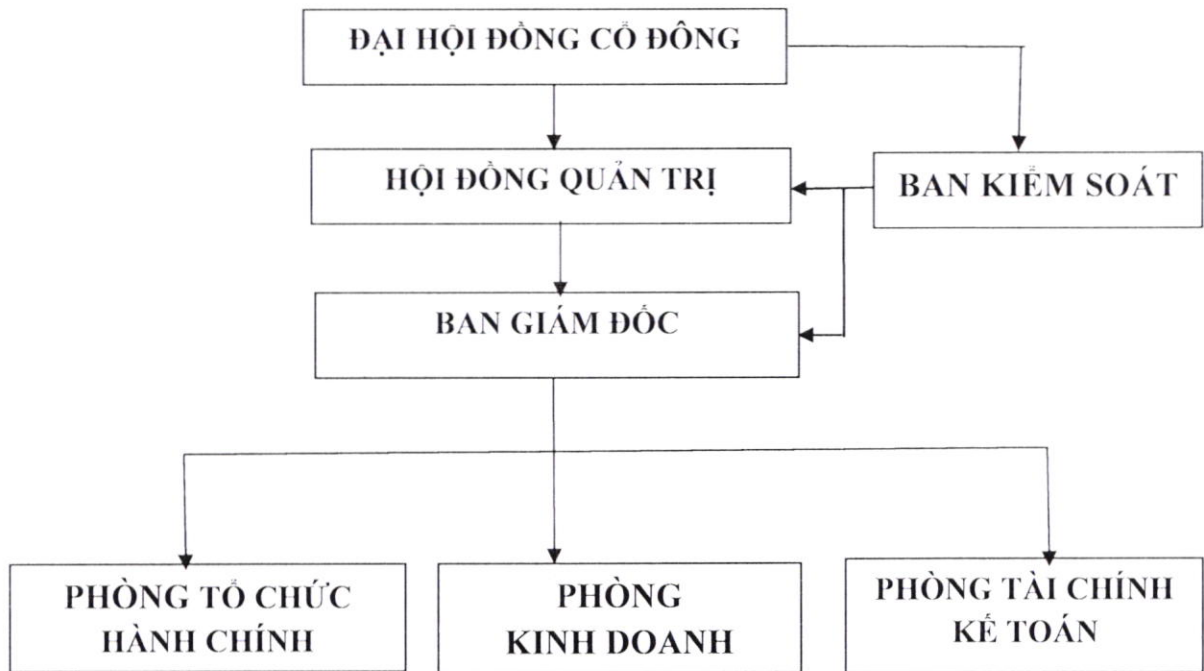 ĐẠI HỘI ĐỒNG CỔ ĐÔNG
HỘI ĐỒNG QUẢN TRỊ
BAN KIỂM SOÁT
BAN GIÁM ĐỐC
PHÒNG TỔ CHỨC
HÀNH CHÍNH
PHÒNG
KINH DOANH
PHÒNG TÀI CHÍNH
KẾ TOÁN